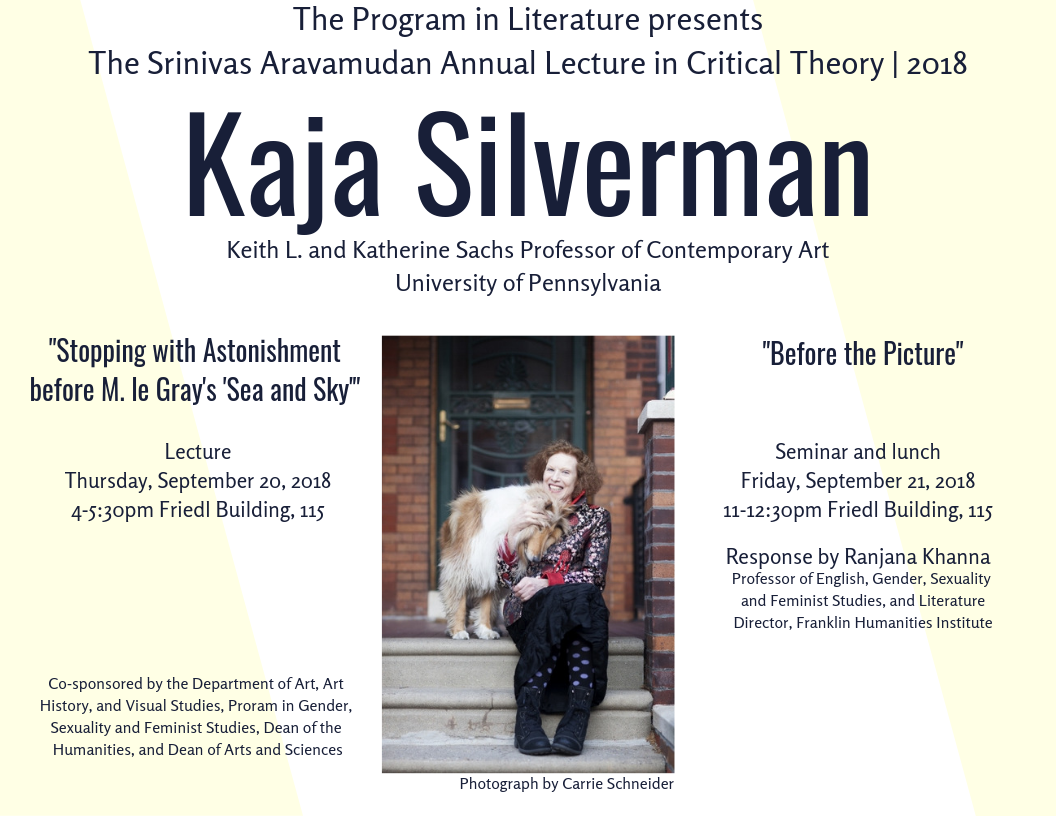 The Program in Literature presents
The Srinivas Aravamudan Annual Lecture in Critical Theory | 2018
Kaja Silverman
Keith L. and Katherine Sachs Professor of Contemporary Art
University of Pennsylvania
"Stopping with Astonishment
before M. le Gray's 'Sea and Sky'"
Lecture
Thursday, September 20, 2018
4-5:30pm Friedl Building, 115
Co-sponsored by the Department of Art, Art
History, and Visual Studies, Proram in Gender,
Sexuality and Feminist Studies, Dean of the
Humanities, and Dean of Arts and Sciences
Photograph by Carrie Schneider
"Before the Picture"
Seminar and lunch
Friday, September 21, 2018
11-12:30pm Friedl Building, 115
Response by Ranjana Khanna
Professor of English, Gender, Sexuality
and Feminist Studies, and Literature
Director, Franklin Humanities Institute